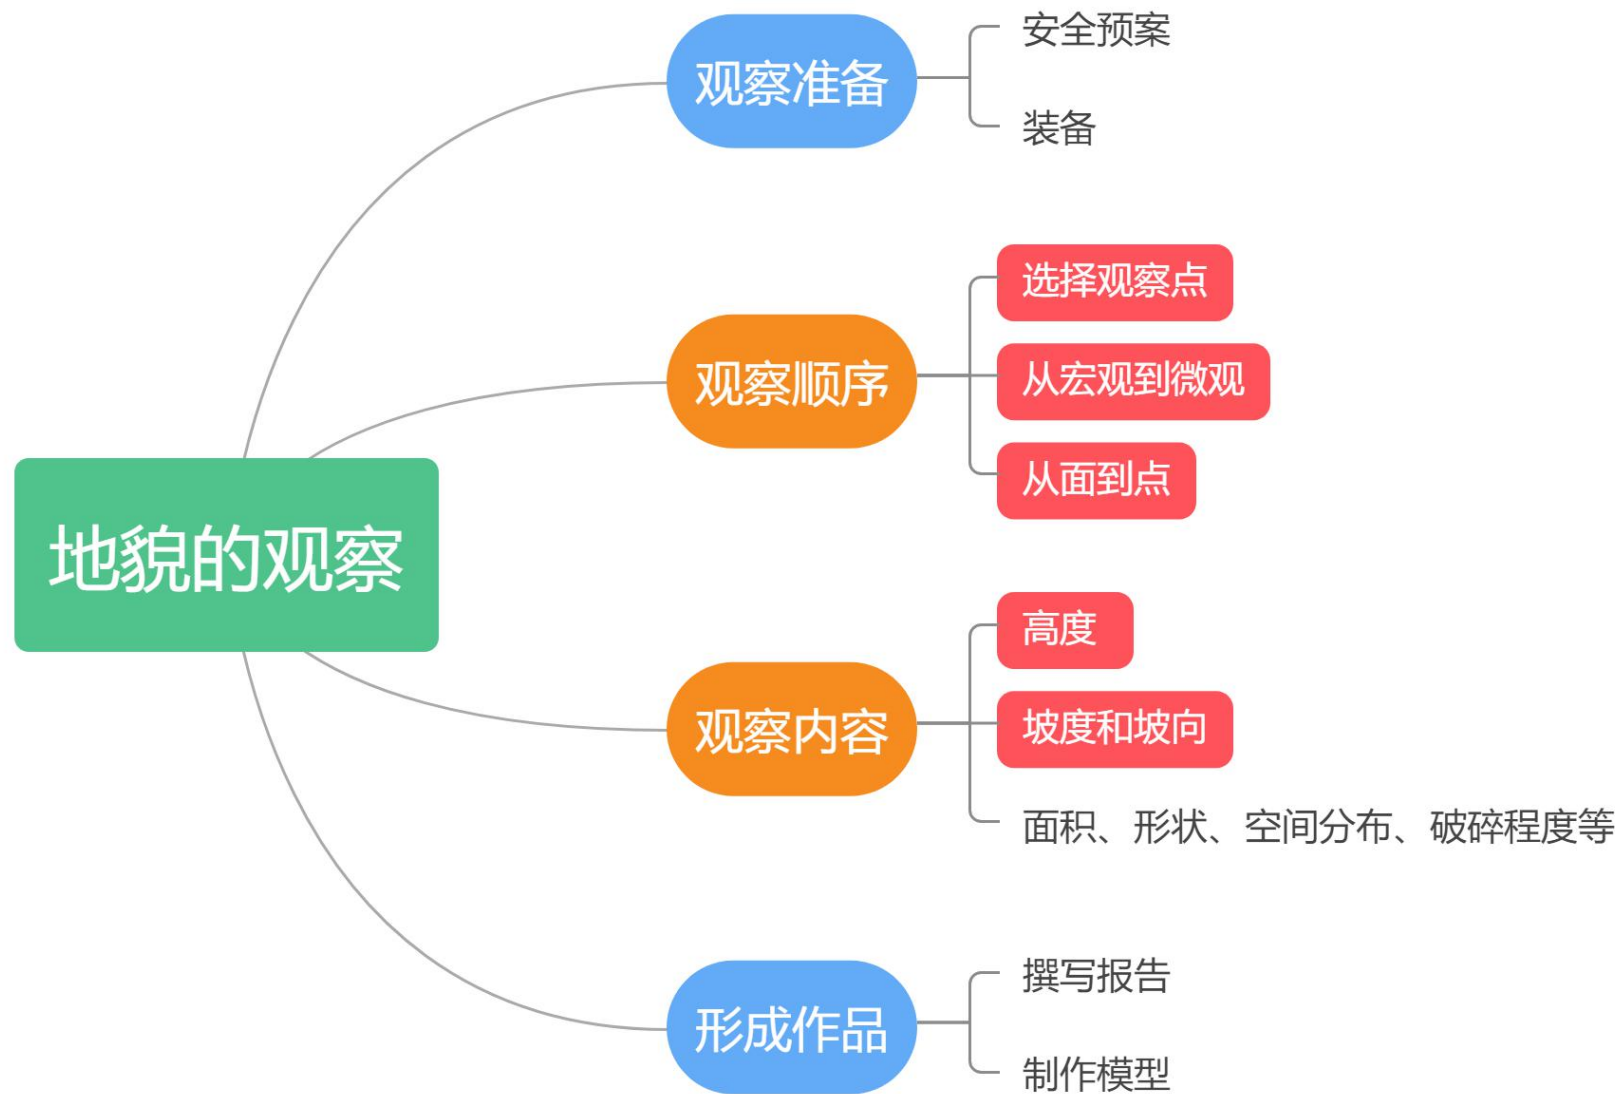 地貌的观察
观察准备
安全预案
装备
观察顺序
选择观察点
从宏观到微观
从面到点
观察内容
高度
坡度和坡向
面积、形状、空间分布、破碎程度等
形成作品
撰写报告
制作模型